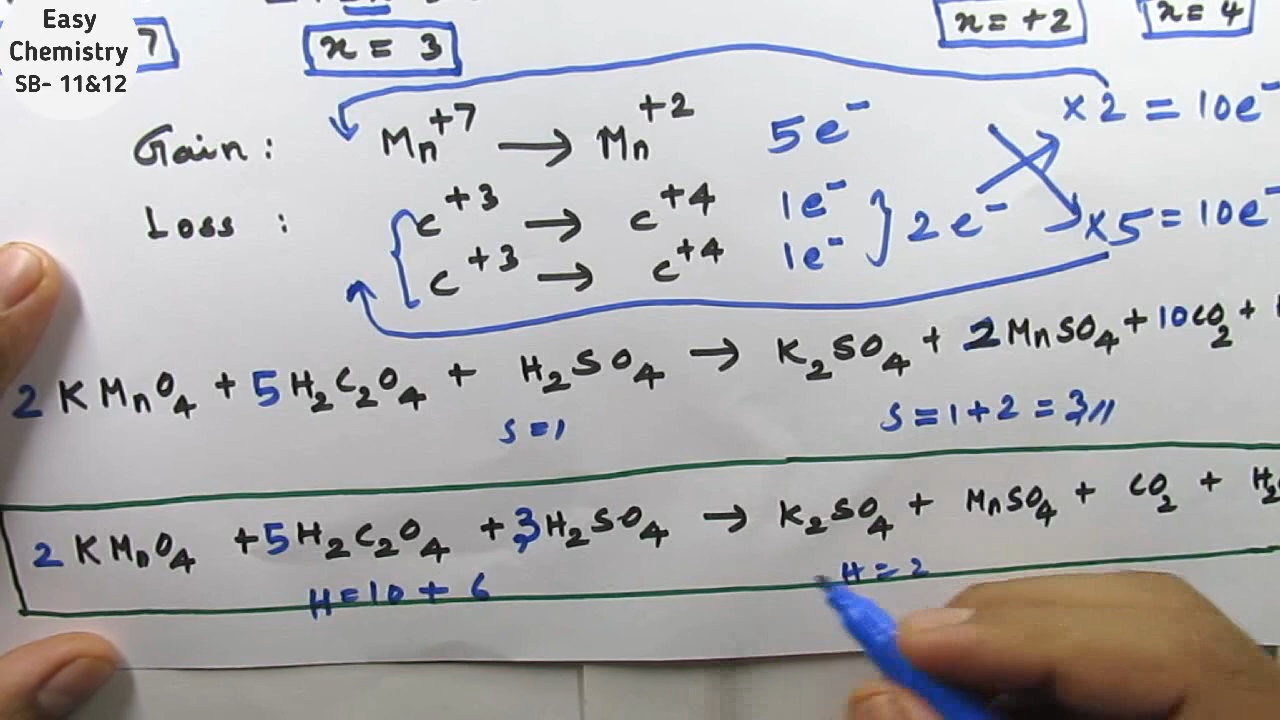 Easy
Chemistry
SB- 11&12
7
x = 3
x = +2
x = 4
Gain : Mn+7 → Mn+2 5e⁻ ×2 = 10e⁻
Loss : { C+3 → C+4 1e⁻
C+3 → C+4 1e⁻ } 2e⁻ ×5 = 10e⁻
2 KMnO₄ + 5 H₂C₂O₄ + H₂SO₄ → K₂SO₄ + 2 MnSO₄ + 10 CO₂ +
S = 1 S = 1 + 2 = 3//
2 KMnO₄ + 5 H₂C₂O₄ + 3 H₂SO₄ → K₂SO₄ + MnSO₄ + CO₂ + H₂
H = 10 + 6 H = 2